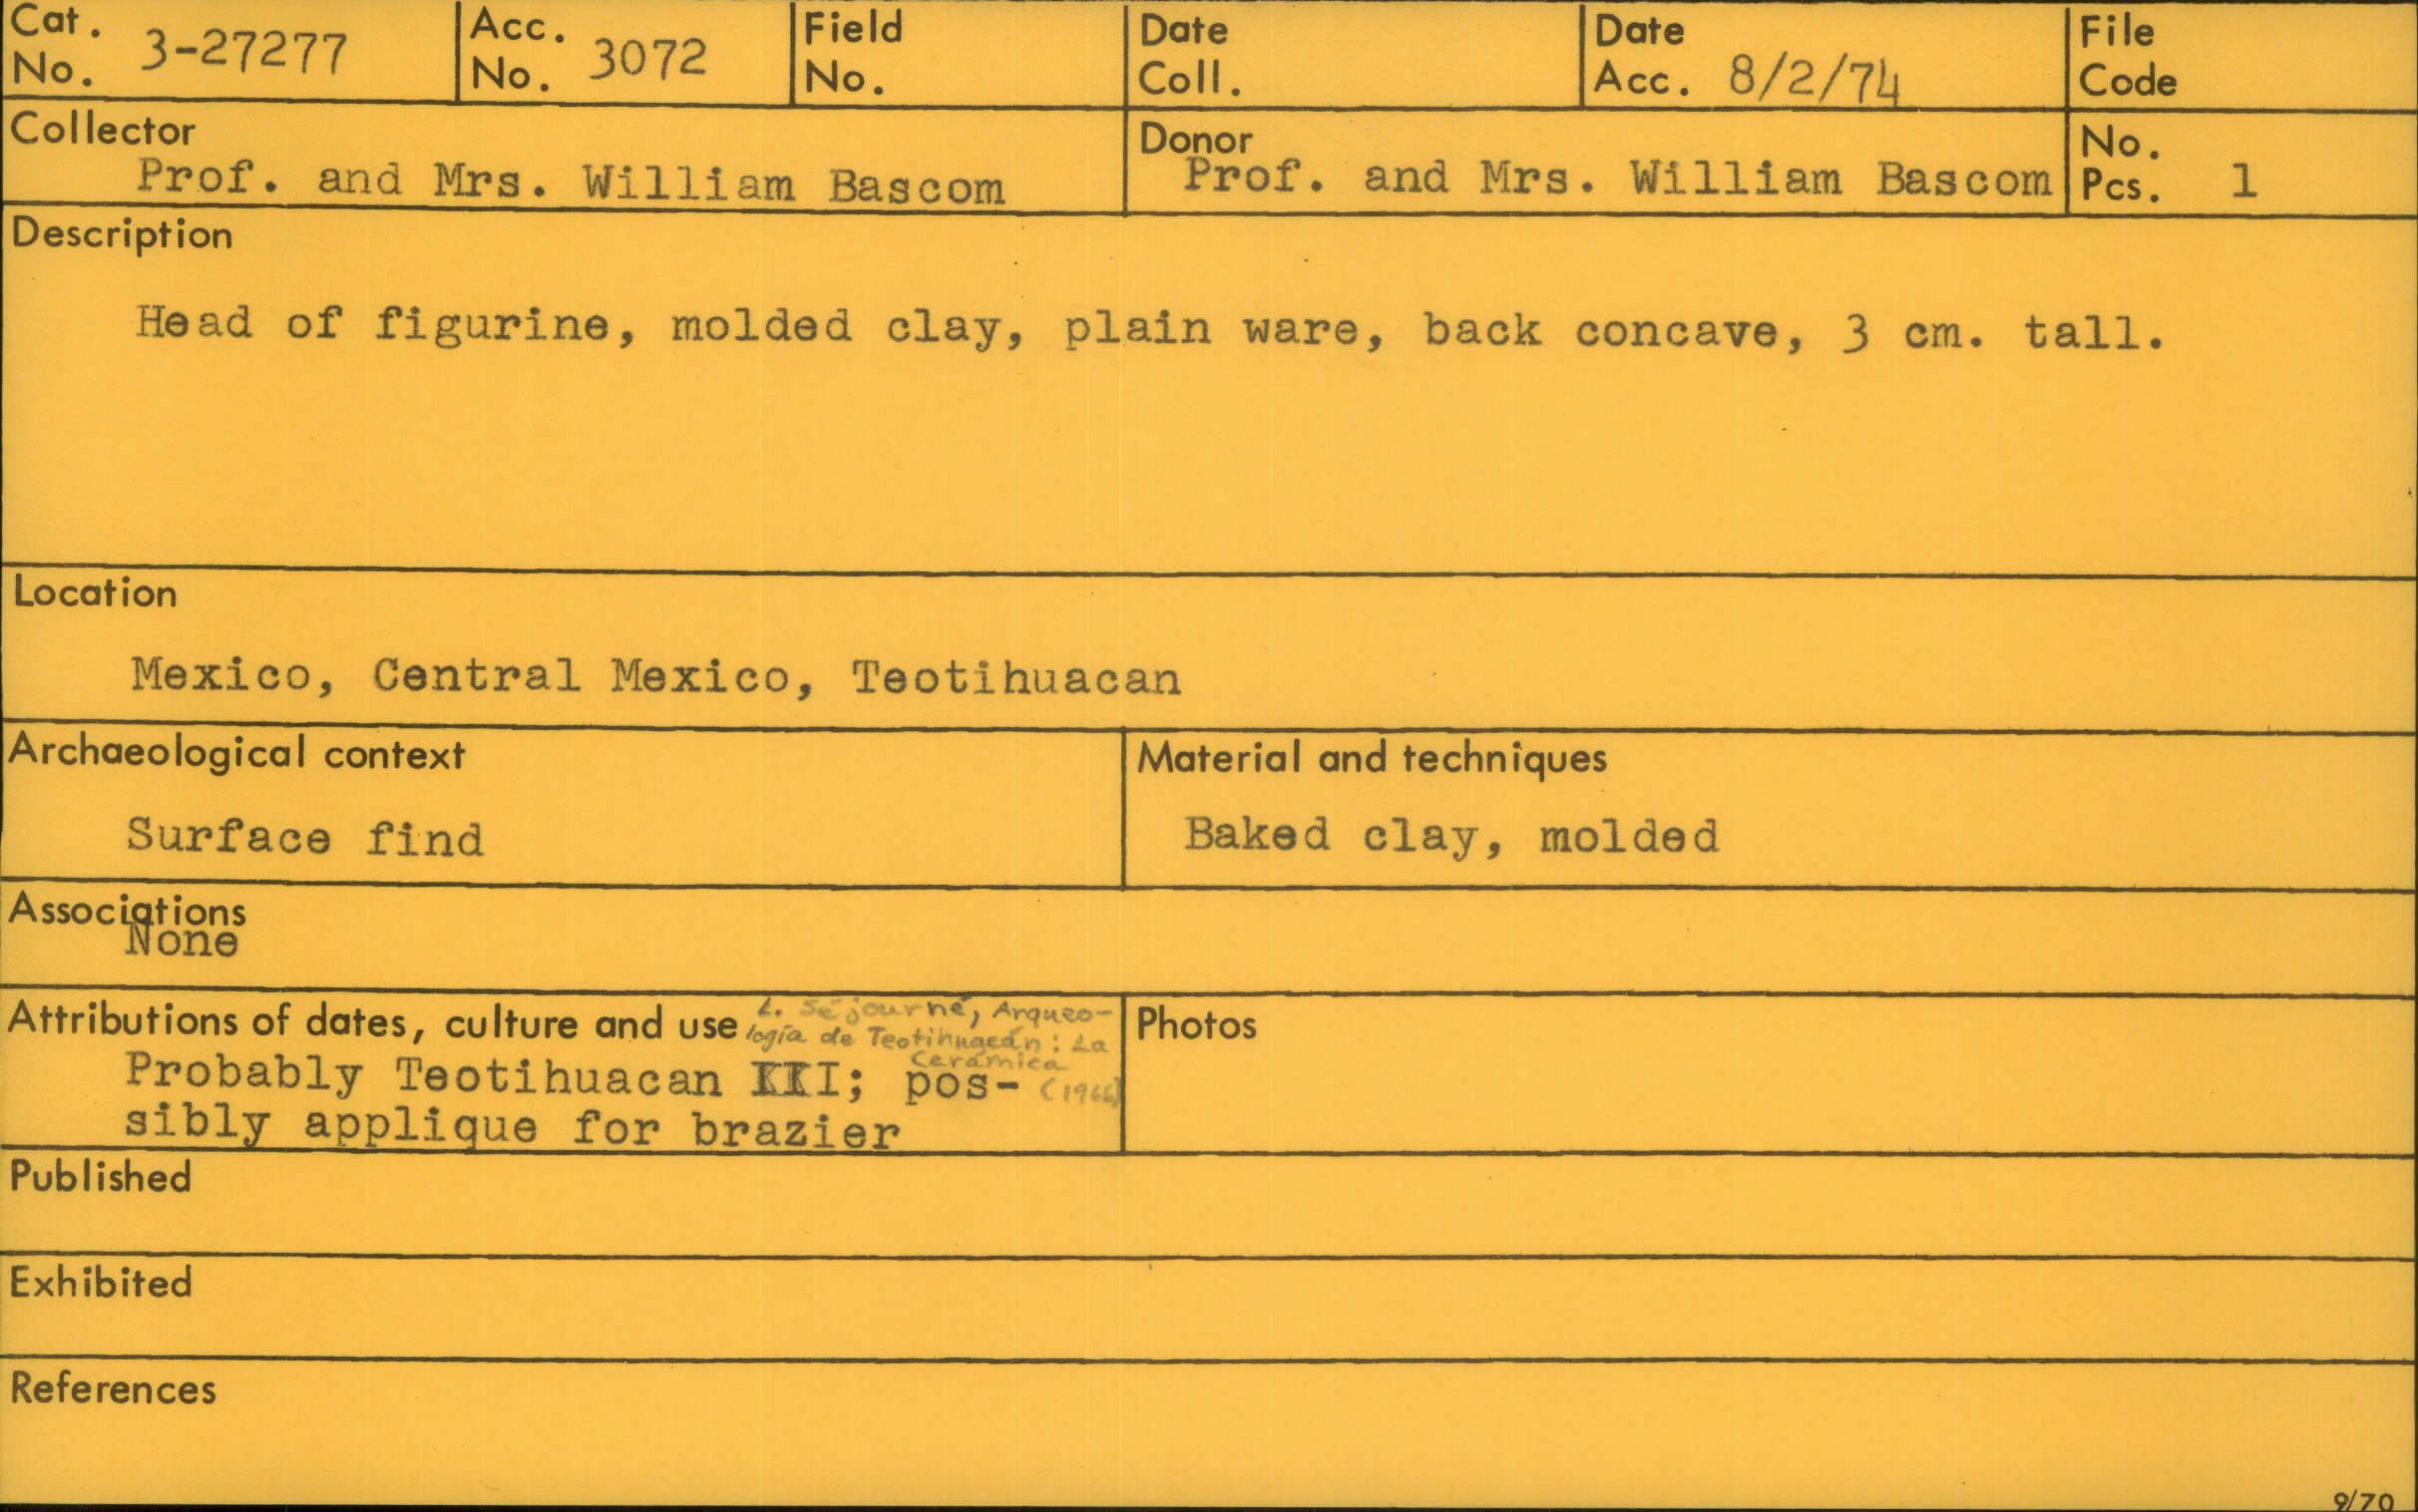 Cat. No. 3-27277
Acc. No. 3072
Field No.
Date Coll.
Date Acc. 8/2/74
File Code
Collector
Prof. and Mrs. William Bascom
Donor
Prof. and Mrs. William Bascom
No. Pcs. 1
Description
Head of figurine, molded clay, plain ware, back concave, 3 cm. tall.
Location
Mexico, Central Mexico, Teotihuacan
Archaeological context
Surface find
Material and techniques
Baked clay, molded
Associations
None
Attributions of dates, culture and use
L. Séjourné, Arqueo-
logía de Teotihuacán: La
Cerámica
(1966)
Probably Teotihuacan III; pos-
sibly applique for brazier
Photos
Published
Exhibited
References
9/70